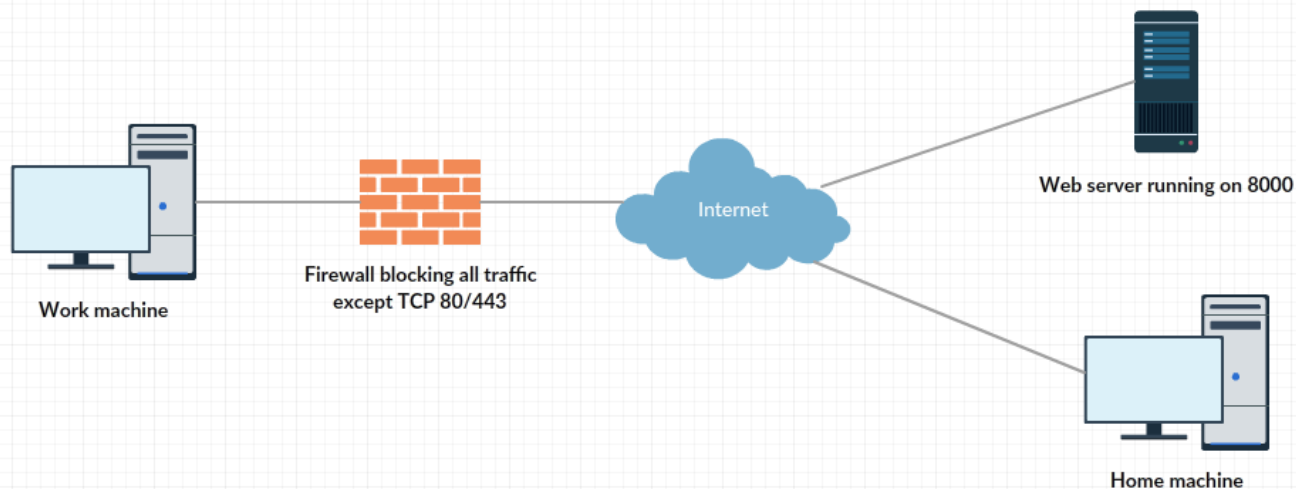 Internet
Web server running on 8000
Firewall blocking all traffic
except TCP 80/443
Work machine
Home machine